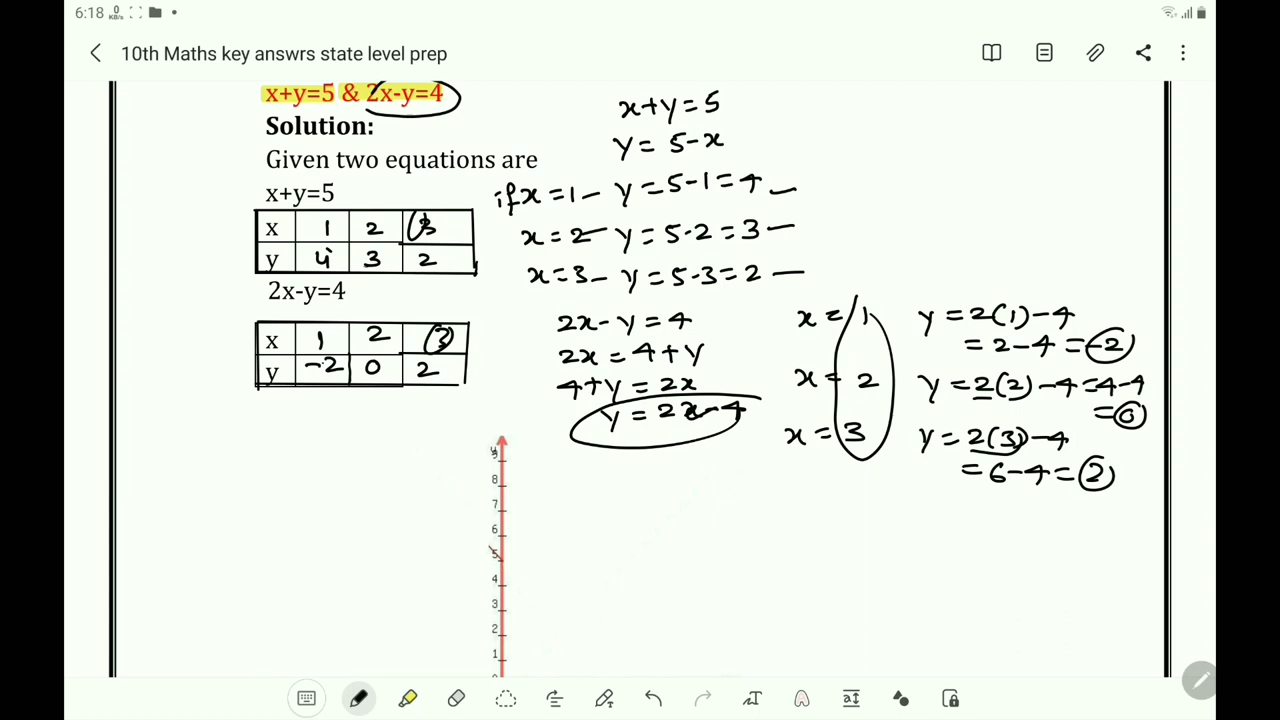 6:18 0 KB/s
10th Maths key answrs state level prep
x+y=5 & 2x-y=4
Solution:
Given two equations are
x+y=5
x 1 2 3
y 4 3 2
2x-y=4
x 1 2 3
y -2 0 2
x+y=5
y = 5-x
if x=1- y=5-1=4-
x=2- y=5-2=3-
x=3- y=5-3=2-
2x-y=4
2x=4+y
4+y=2x
y=2x-4
x=1 y=2(1)-4
=2-4=-2
x=2 y=2(2)-4=4-4
=0
x=3 y=2(3)-4
=6-4=2
y
9
8
7
6
5
4
3
2
1